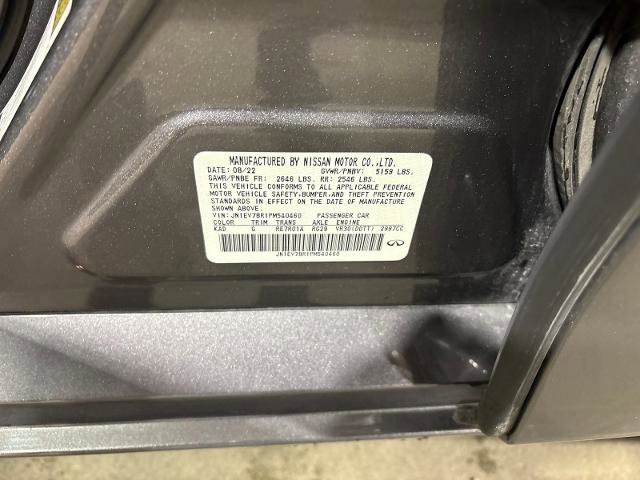 MANUFACTURED BY NISSAN MOTOR CO.,LTD.
DATE: 08/22 GVWR/PNBV: 5159 LBS.
GAWR/PNBE FR: 2646 LBS. RR: 2546 LBS.
THIS VEHICLE CONFORMS TO ALL APPLICABLE FEDERAL
MOTOR VEHICLE SAFETY,BUMPER,AND THEFT PREVENTION
STANDARDS IN EFFECT ON THE DATE OF MANUFACTURE
SHOWN ABOVE.
VIN: JN1EV7BR1PM540460 PASSENGER CAR
COLOR TRIM TRANS AXLE ENGINE
KAD G RE7R01A RG29 VR30(DDTT) 2997CC
JN1EV7BR1PM540460